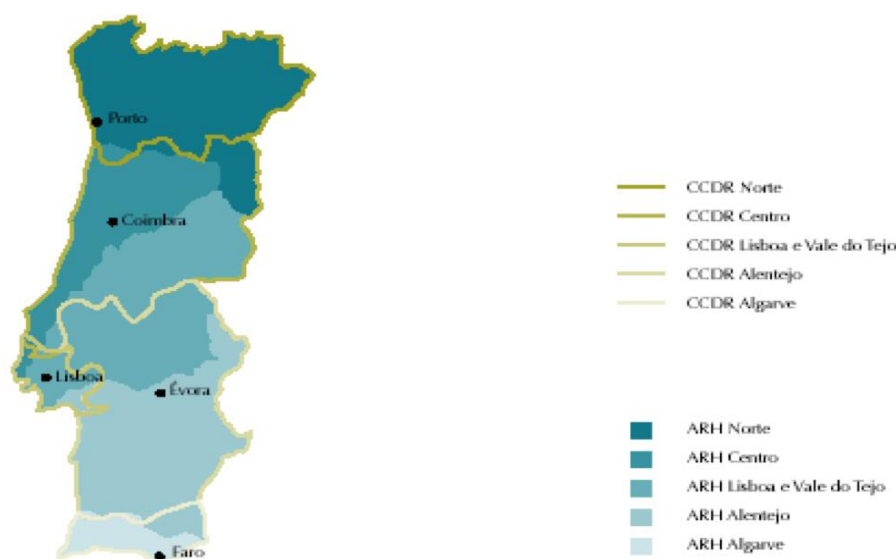 Porto
Coimbra
Lisboa
Évora
Faro
CCDR Norte
CCDR Centro
CCDR Lisboa e Vale do Tejo
CCDR Alentejo
CCDR Algarve
ARH Norte
ARH Centro
ARH Lisboa e Vale do Tejo
ARH Alentejo
ARH Algarve